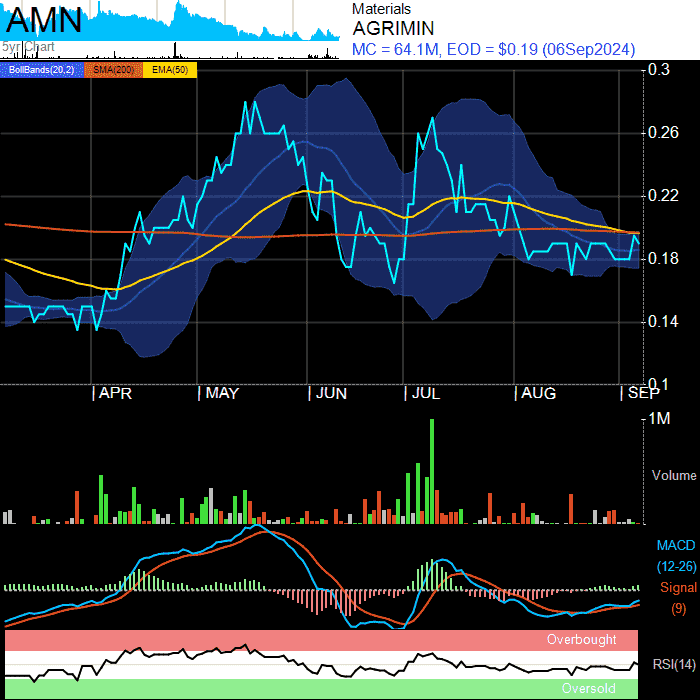 AMN
5yr Chart
Materials
AGRIMIN
MC = 64.1M, EOD = $0.19 (06Sep2024)
BollBands(20,2) SMA(200) EMA(50)
0.3
0.26
0.22
0.18
0.14
0.1
APR MAY JUN JUL AUG SEP
1M
Volume
MACD
(12-26)
Signal
(9)
Overbought
RSI(14)
Oversold